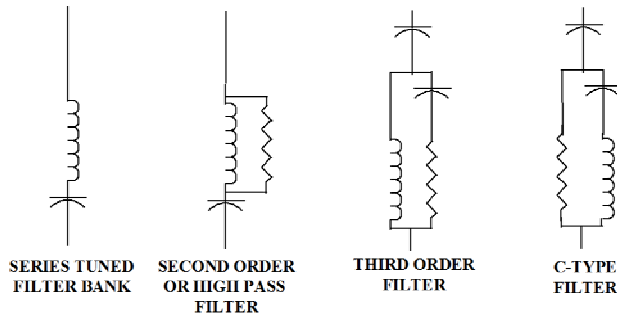 SERIES TUNED
FILTER BANK
SECOND ORDER
OR HIGH PASS
FILTER
THIRD ORDER
FILTER
C-TYPE
FILTER